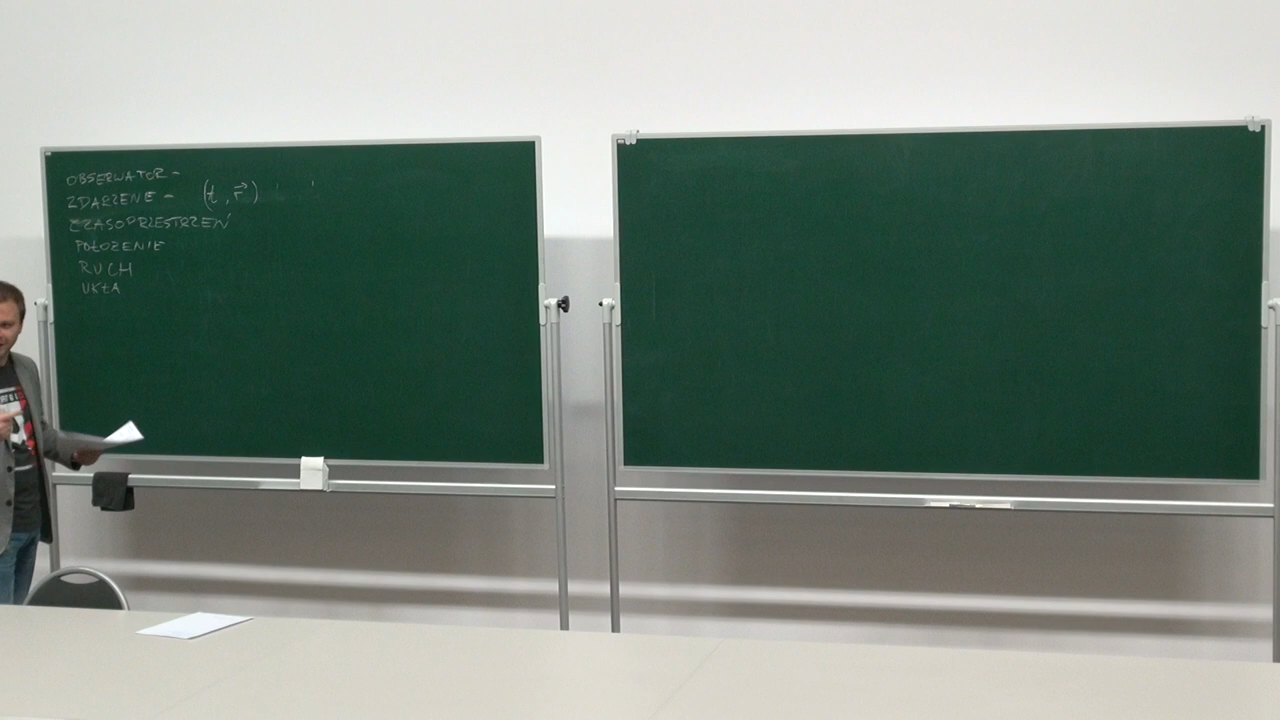 OBSERWATOR -
ZDARZENIE - (t, r⃗)
CZASOPRZESTRZEŃ
POŁOŻENIE
RUCH
UKŁA